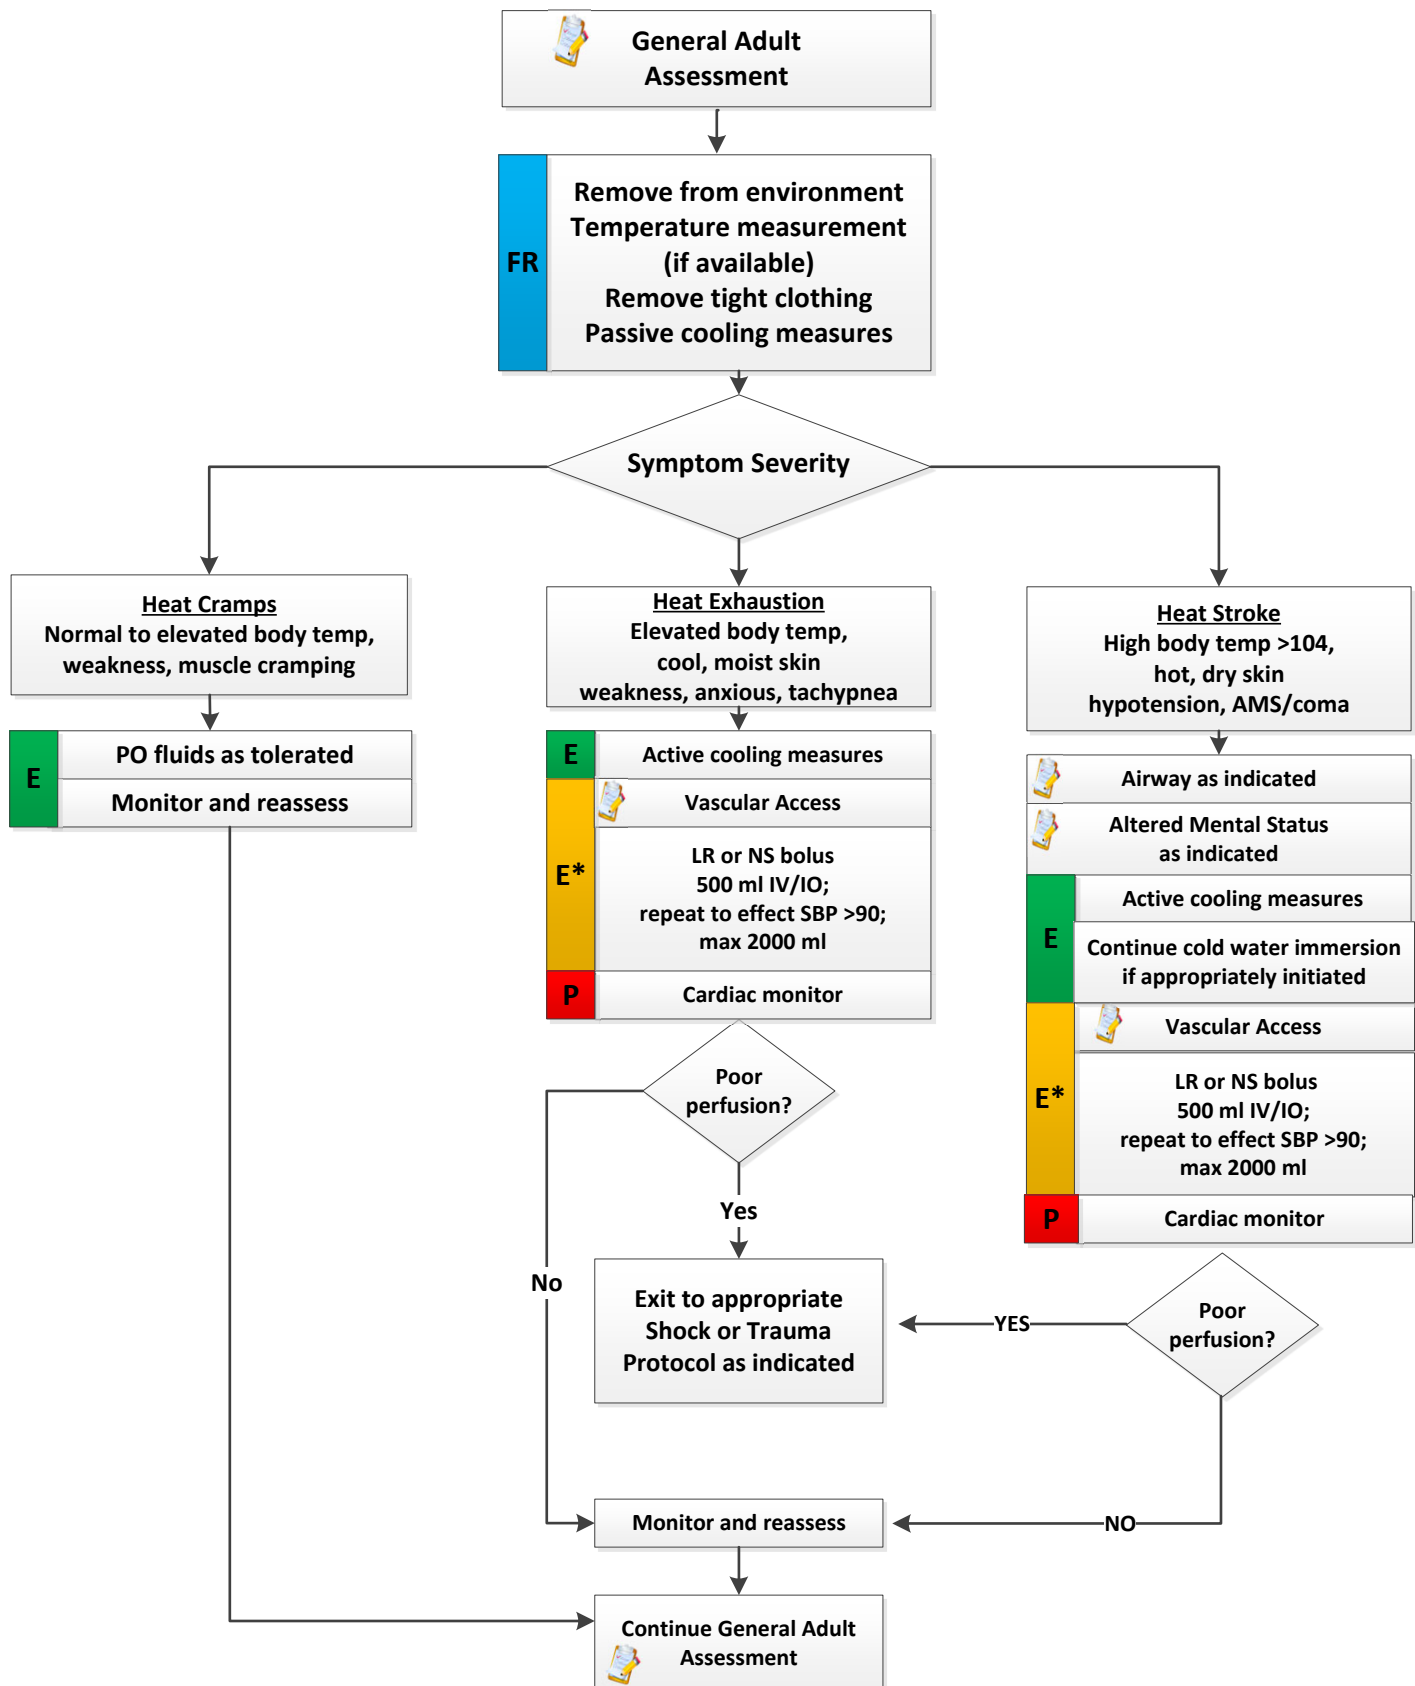 General Adult
Assessment
FR
Remove from environment
Temperature measurement
(if available)
Remove tight clothing
Passive cooling measures
Symptom Severity
Heat Cramps
Normal to elevated body temp,
weakness, muscle cramping
E
PO fluids as tolerated
Monitor and reassess
Heat Exhaustion
Elevated body temp,
cool, moist skin
weakness, anxious, tachypnea
E
Active cooling measures
E*
Vascular Access
LR or NS bolus
500 ml IV/IO;
repeat to effect SBP >90;
max 2000 ml
P
Cardiac monitor
Poor
perfusion?
Yes
No
Exit to appropriate
Shock or Trauma
Protocol as indicated
Heat Stroke
High body temp >104,
hot, dry skin
hypotension, AMS/coma
Airway as indicated
Altered Mental Status
as indicated
E
Active cooling measures
Continue cold water immersion
if appropriately initiated
E*
Vascular Access
LR or NS bolus
500 ml IV/IO;
repeat to effect SBP >90;
max 2000 ml
P
Cardiac monitor
Poor
perfusion?
YES
NO
Monitor and reassess
Continue General Adult
Assessment